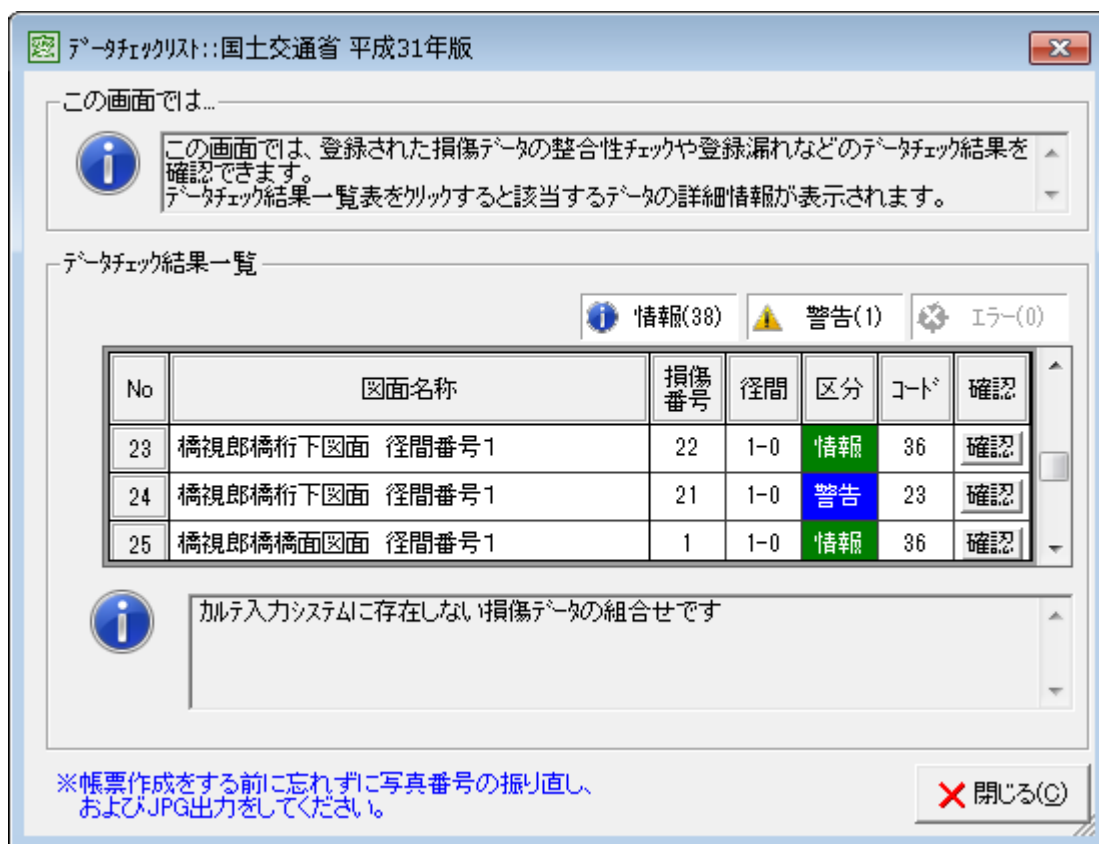 データチェックリスト::国土交通省 平成31年版
この画面では...
この画面では、登録された損傷データの整合性チェックや登録漏れなどのデータチェック結果を
確認できます。
データチェック結果一覧表をクリックすると該当するデータの詳細情報が表示されます。
データチェック結果一覧
情報(38) 警告(1) エラー(0)
No 図面名称 損傷番号 径間 区分 コード 確認
23 橋視郎橋桁下図面 径間番号1 22 1-0 情報 36 確認
24 橋視郎橋桁下図面 径間番号1 21 1-0 警告 23 確認
25 橋視郎橋橋面図面 径間番号1 1 1-0 情報 36 確認
カルテ入力システムに存在しない損傷データの組合せです
※帳票作成をする前に忘れずに写真番号の振り直し、
およびJPG出力をしてください。
閉じる(C)